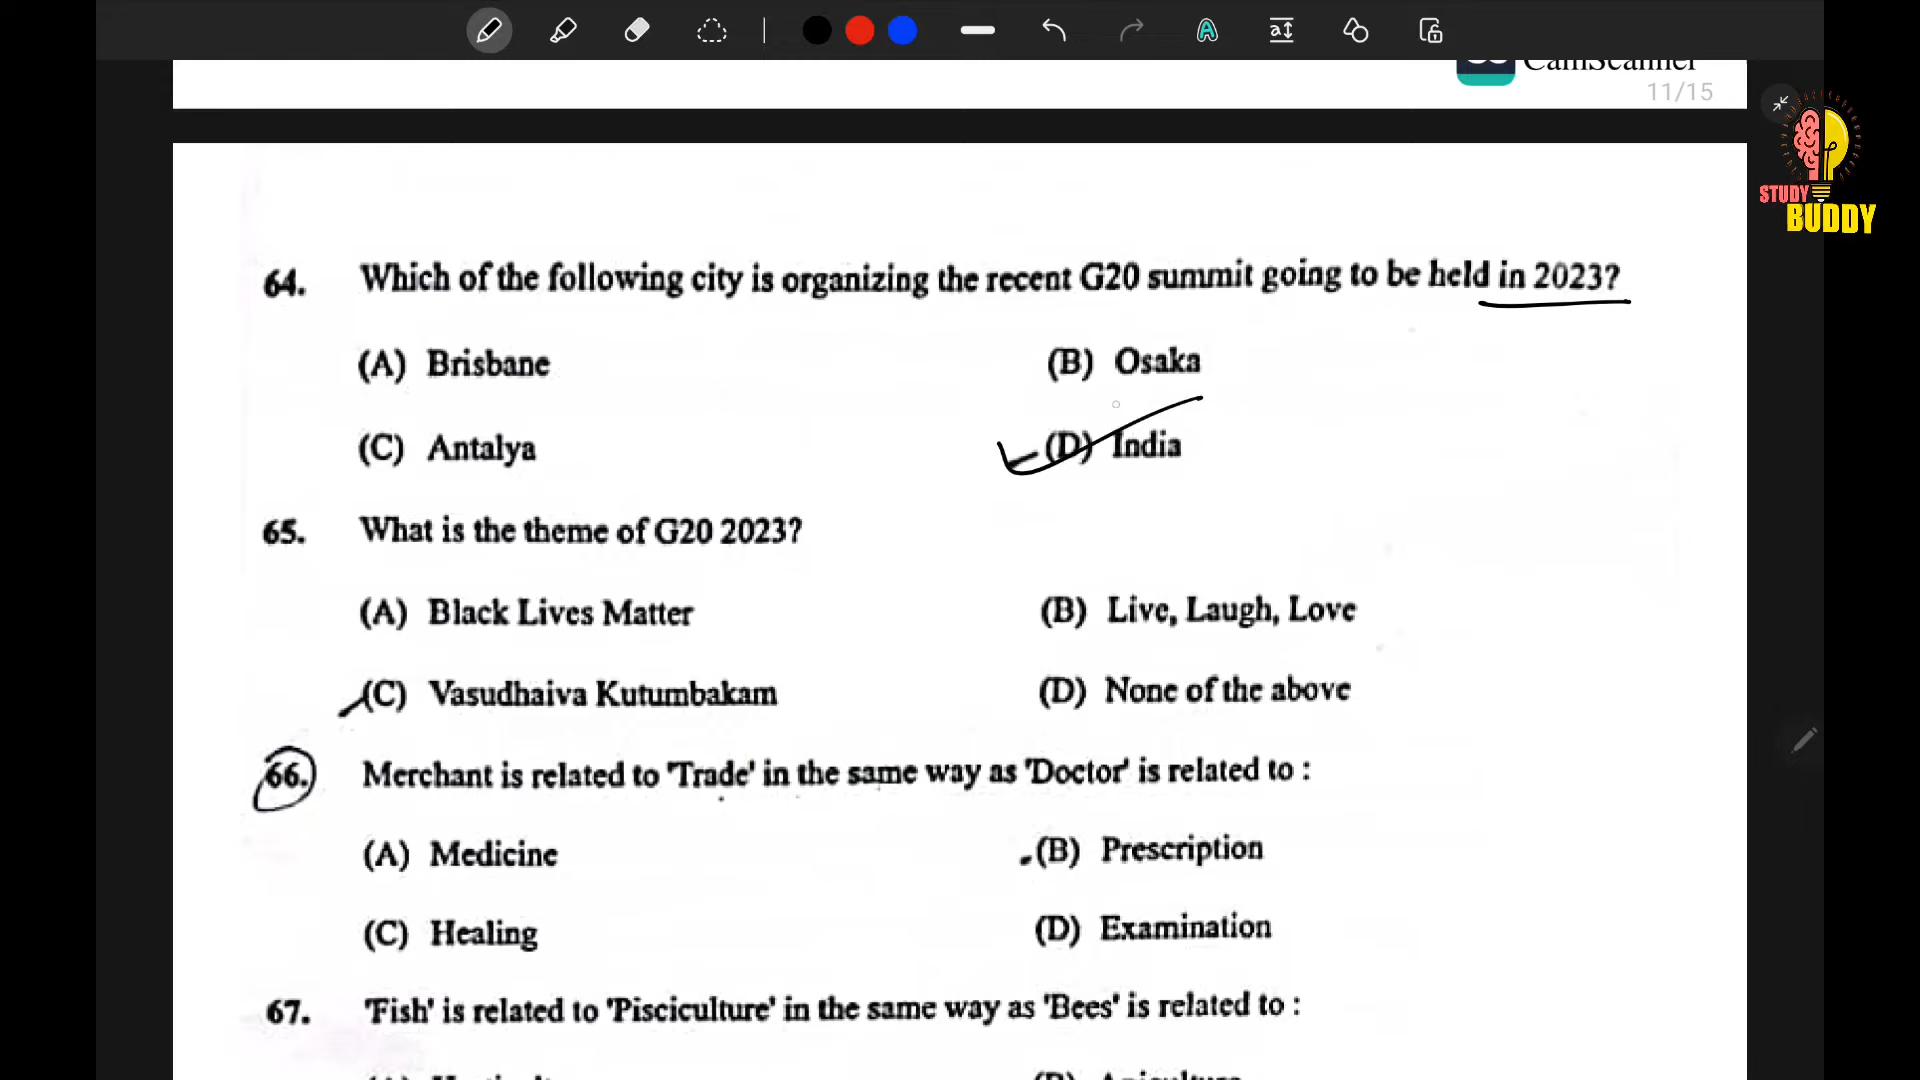 CamScanner
11/15
STUDY
BUDDY
64. Which of the following city is organizing the recent G20 summit going to be held in 2023?
(A) Brisbane (B) Osaka
(C) Antalya (D) India
65. What is the theme of G20 2023?
(A) Black Lives Matter (B) Live, Laugh, Love
(C) Vasudhaiva Kutumbakam (D) None of the above
66. Merchant is related to 'Trade' in the same way as 'Doctor' is related to :
(A) Medicine (B) Prescription
(C) Healing (D) Examination
67. 'Fish' is related to 'Pisciculture' in the same way as 'Bees' is related to :